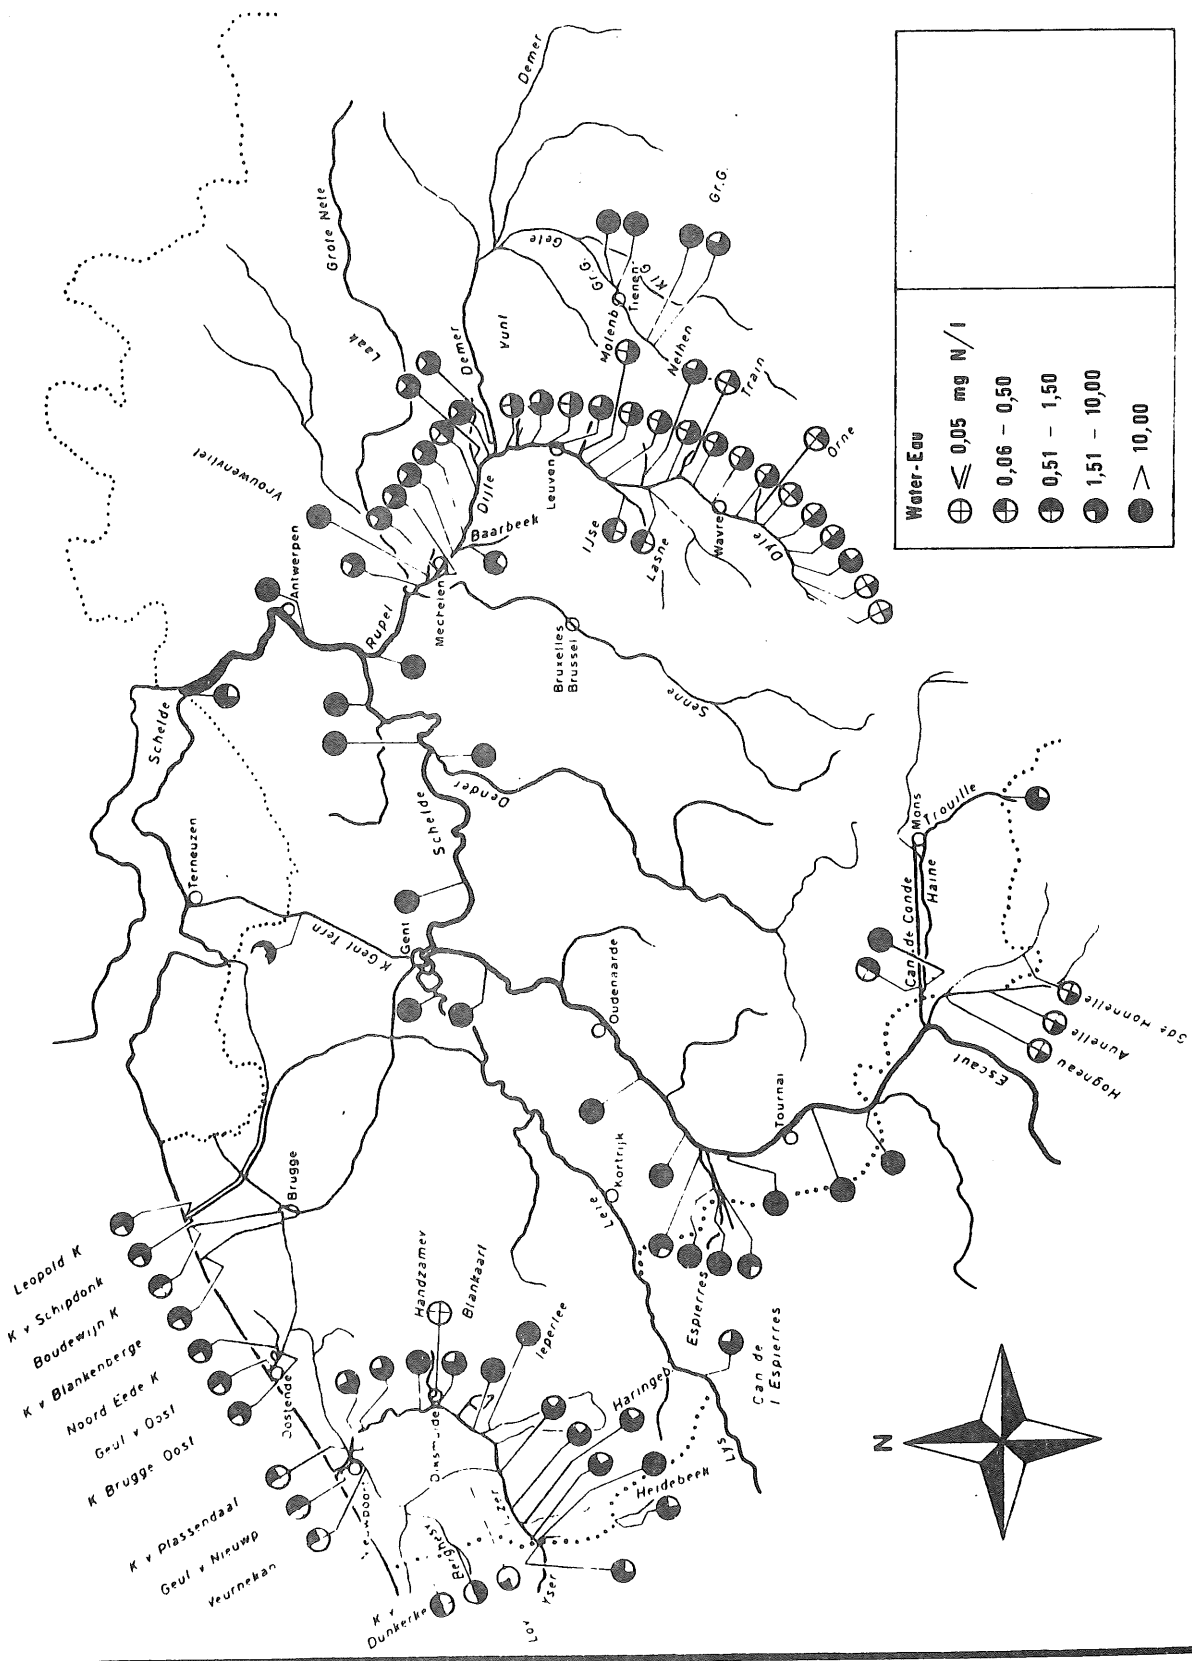 Leopold K
K v Schipdonk
Boudewijn K
K v Blankenberge
Noord Eede K
Geul v Oost
K Brugge Oost
K v Plassendaal
Geul v Nieuwp
Veurnekan
K v
Dunkerke
Yser
Oostende
Brugge
Handzamev
Blankaart
Ieperlee
Haringeb
Heidebeek
Lys
Leie
Kortrijk
Espierres
Can de
l Espierres
Tournai
Oudenaarde
Gent
K Gent Tern
Terneuzen
Schelde
Schelde
Dender
Antwerpen
Rupel
Mechelen
Bruxelles
Brussel
Senne
Vrouwenvliet
Laak
Grote Nete
Demer
Demer
Dijle
Baarbeek
Leuven
Gete
Gr.G.
Kl G
Gr.G.
Tienen
Molenb
Nethen
Train
IJse
Lasne
Wavre
Dyle
Orne
Can. de Conde
Haine
Mons
Trouille
Escaut
Hogneau
Aunelle
Gde Honnelle
N
Water-Eau
≤ 0,05 mg N/l
0,06 - 0,50
0,51 - 1,50
1,51 - 10,00
> 10,00